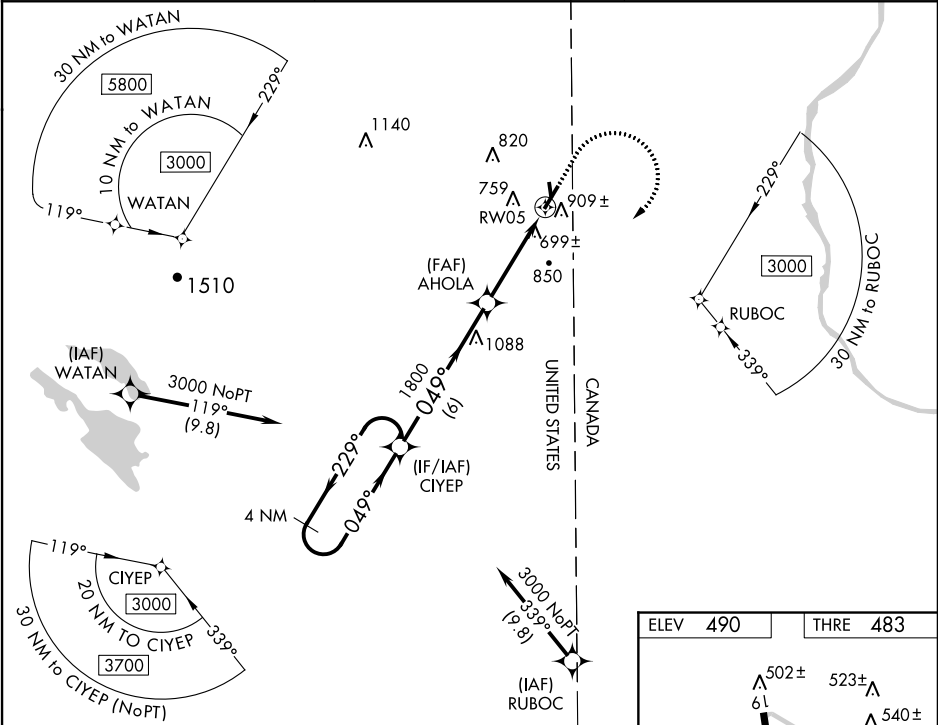 30 NM to WATAN
5800
229°
10 NM to WATAN
3000
WATAN
119°
1510
1140
820
759
RW05
909±
699±
850
(FAF)
AHOLA
1088
229°
3000
RUBOC
339°
30 NM to RUBOC
(IAF)
WATAN
3000 NoPT
119°
(9.8)
1800
049°
(6)
UNITED STATES
CANADA
229°
049°
(IF/IAF)
CIYEP
4 NM
119°
CIYEP
3000
20 NM TO CIYEP
339°
3700
30 NM to CIYEP (NoPT)
3000 NoPT
339°
(9.8)
(IAF)
RUBOC
ELEV 490
THRE 483
502±
523±
540±
19